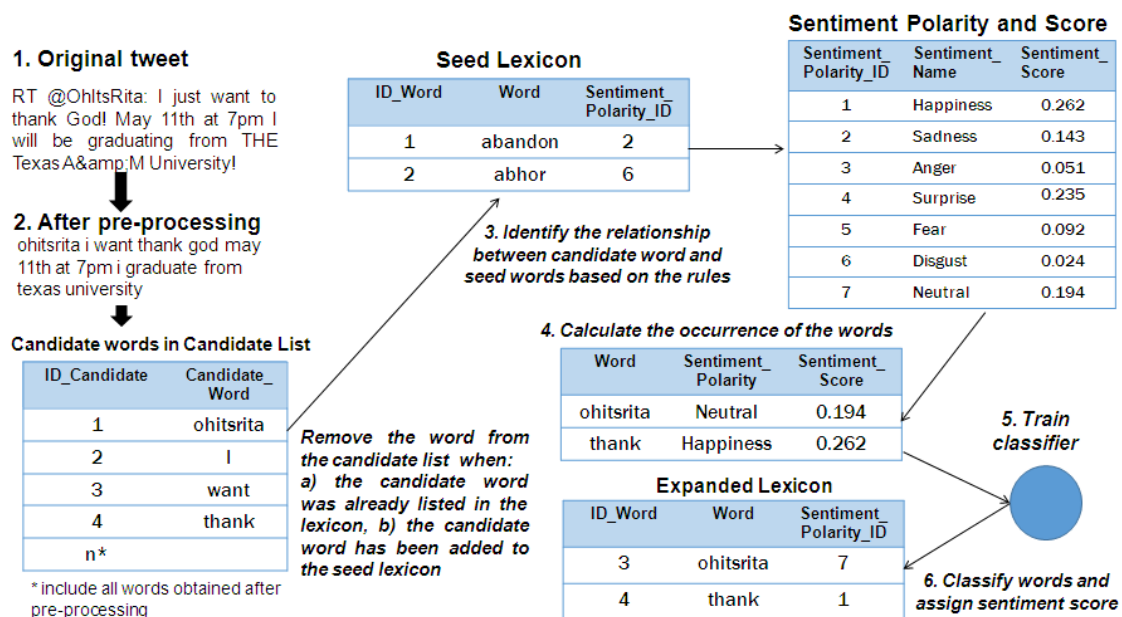 1. Original tweet
RT @OhItsRita: I just want to
thank God! May 11th at 7pm I
will be graduating from THE
Texas A&amp;M University!
2. After pre-processing
ohitsrita i want thank god may
11th at 7pm i graduate from
texas university
Candidate words in Candidate List
ID_Candidate Candidate_
Word
1 ohitsrita
2 I
3 want
4 thank
n*
* include all words obtained after
pre-processing
Seed Lexicon
ID_Word Word Sentiment_
Polarity_ID
1 abandon 2
2 abhor 6
3. Identify the relationship
between candidate word and
seed words based on the rules
Remove the word from
the candidate list when:
a) the candidate word
was already listed in the
lexicon, b) the candidate
word has been added to
the seed lexicon
Sentiment Polarity and Score
Sentiment_ Sentiment_ Sentiment_
Polarity_ID Name Score
1 Happiness 0.262
2 Sadness 0.143
3 Anger 0.051
4 Surprise 0.235
5 Fear 0.092
6 Disgust 0.024
7 Neutral 0.194
4. Calculate the occurrence of the words
Word Sentiment_ Sentiment_
Polarity Score
ohitsrita Neutral 0.194
thank Happiness 0.262
5. Train
classifier
Expanded Lexicon
ID_Word Word Sentiment_
Polarity_ID
3 ohitsrita 7
4 thank 1
6. Classify words and
assign sentiment score